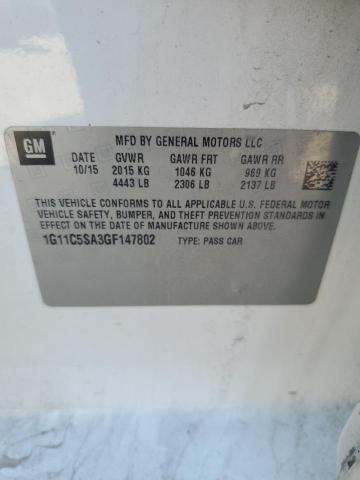 GM
MFD BY GENERAL MOTORS LLC
10/15 GVWR GAWR FRT GAWR RR
2015 KG 1046 KG 969 KG
4443 LB 2306 LB 2137 LB
THIS VEHICLE CONFORMS TO ALL APPLICABLE U.S. FEDERAL MOTOR
VEHICLE SAFETY, BUMPER, AND THEFT PREVENTION STANDARDS
IN EFFECT ON THE DATE OF MANUFACTURE SHOWN ABOVE.
1G11C5SA3GF147802 TYPE: PASS CAR